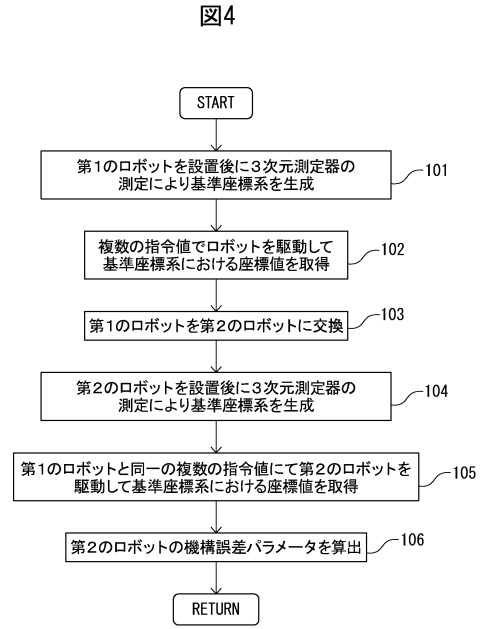 図4
START
第1のロボットを設置後に3次元測定器の
測定により基準座標系を生成
101
複数の指令値でロボットを駆動して
基準座標系における座標値を取得
102
第1のロボットを第2のロボットに交換
103
第2のロボットを設置後に3次元測定器の
測定により基準座標系を生成
104
第1のロボットと同一の複数の指令値にて第2のロボットを
駆動して基準座標系における座標値を取得
105
第2のロボットの機構誤差パラメータを算出
106
RETURN